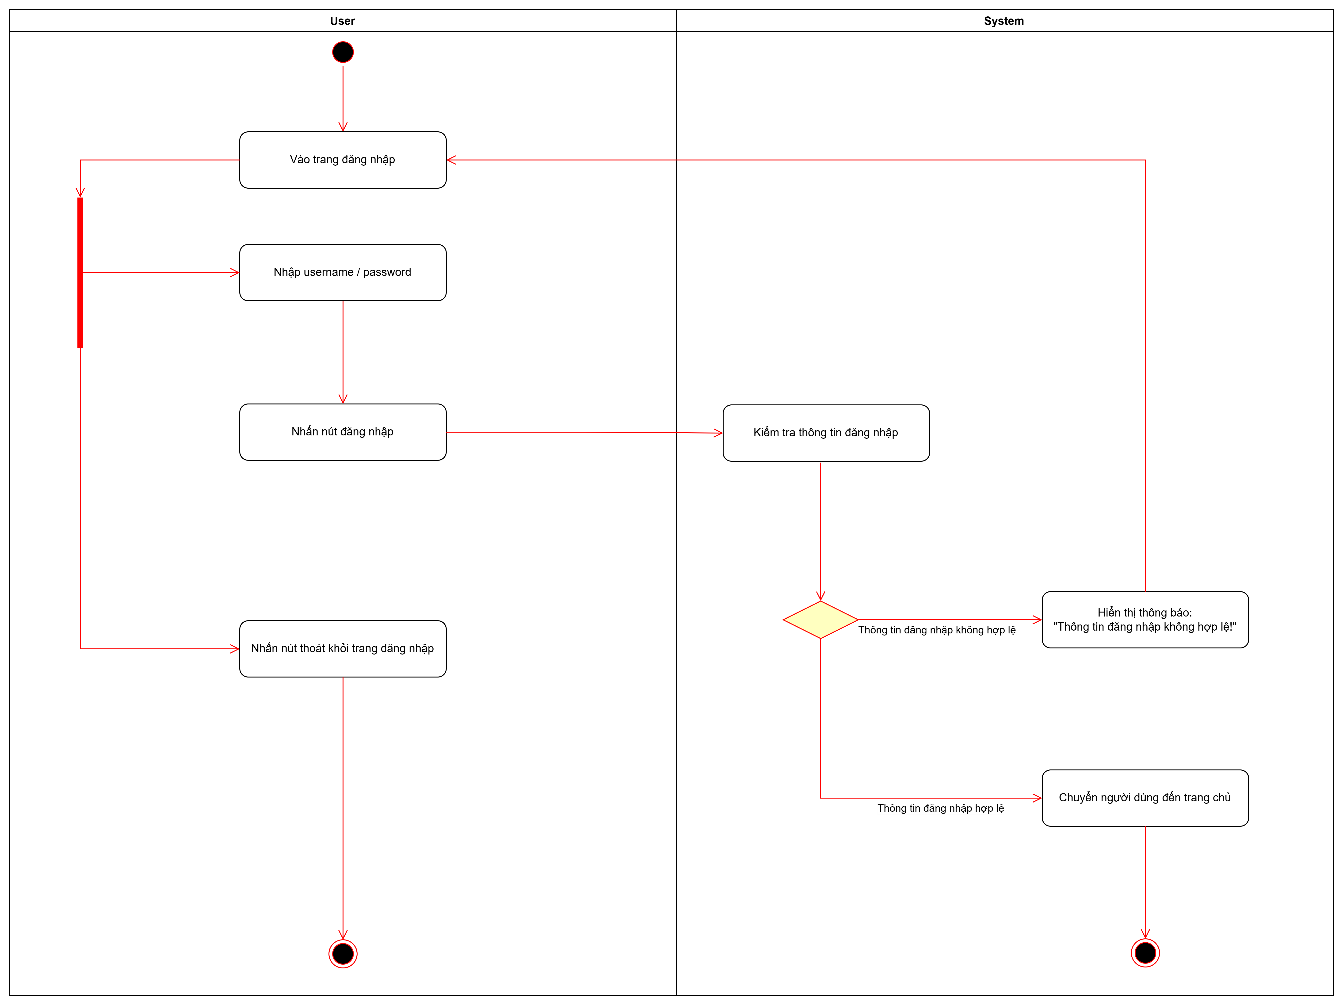 User
System
Vào trang đăng nhập
Nhập username / password
Nhấn nút đăng nhập
Kiểm tra thông tin đăng nhập
Thông tin đăng nhập không hợp lệ
Hiển thị thông báo:
"Thông tin đăng nhập không hợp lệ!"
Nhấn nút thoát khỏi trang đăng nhập
Thông tin đăng nhập hợp lệ
Chuyển người dùng đến trang chủ